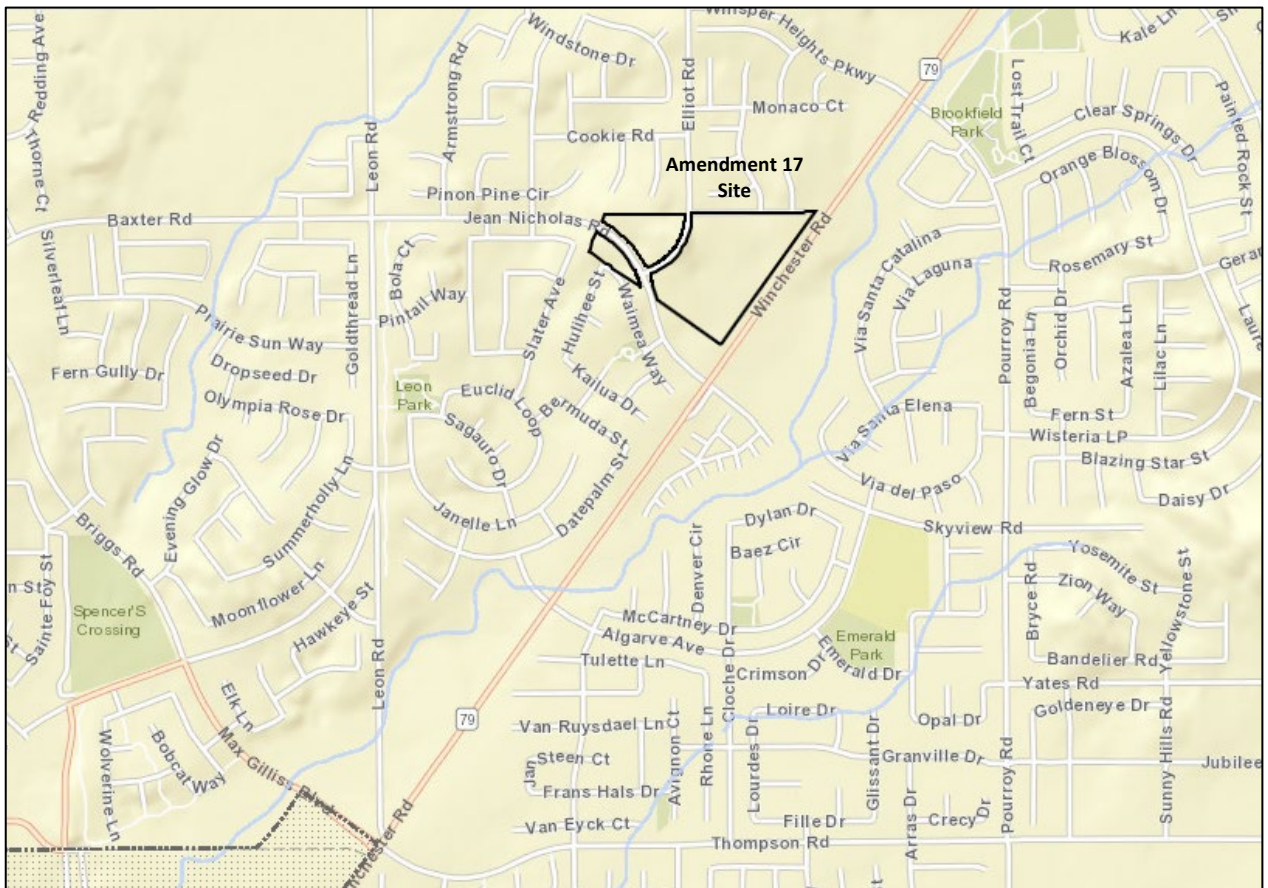 Whisper Heights Pkwy
Windstone Dr
Kale Ln
Redding Ave
Armstrong Rd
Elliot Rd
79
Lost Trail Ct
Monaco Ct
Brookfield
Park
Clear Springs Dr
Painted Rock St
Thorne Ct
Leon Rd
Cookie Rd
Orange Blossom Dr
Amendment 17
Site
Pinon Pine Cir
Baxter Rd
Jean Nicholas Rd
Silverleaf Ln
Bola Ct
Goldthread Ln
Winchester Rd
Via Santa Catalina
Via Laguna
Rosemary St
Pintail Way
Slater Ave
Waimea Way
Prairie Sun Way
Pourroy Rd
Begonia Ln
Orchid Dr
Azalea Ln
Lilac Ln
Fern Gully Dr
Dropseed Dr
Olympia Rose Dr
Leon
Park
Euclid Loop
Kailua Dr
Bermuda St
Sagauro Dr
Via Santa Elena
Fern St
Wisteria LP
Blazing Star St
Evening Glow Dr
Summerholly Ln
Datepalm St
Via del Paso
Daisy Dr
Janelle Ln
Briggs Rd
Dylan Dr
Skyview Rd
Baez Cir
Denver Cir
Yosemite St
n St
Sainte Foy St
Moonflower Ln
Hawkeye St
Zion Way
Bryce Rd
Yellowstone St
Spencer'S
Crossing
McCartney Dr
Algarve Ave
Emerald
Park
Tulette Ln
Crimson Dr
Emerald Dr
Bandelier Rd
Leon Rd
Cloche Dr
Yates Rd
Elk Ln
79
Loire Dr
Opal Dr
Goldeneye Dr
Van Ruysdael Ln
Avignon Ct
Rhone Ln
Lourdes Dr
Glissant Dr
Sunny Hills Rd
Bobcat Way
Max Gilliss Blvd
Jan Steen Ct
Granville Dr
Pourroy Rd
Jubilee
Wolverine Ln
Frans Hals Dr
Arras Dr
Van Eyck Ct
Fille Dr
Crecy Dr
Thompson Rd
nchester Rd